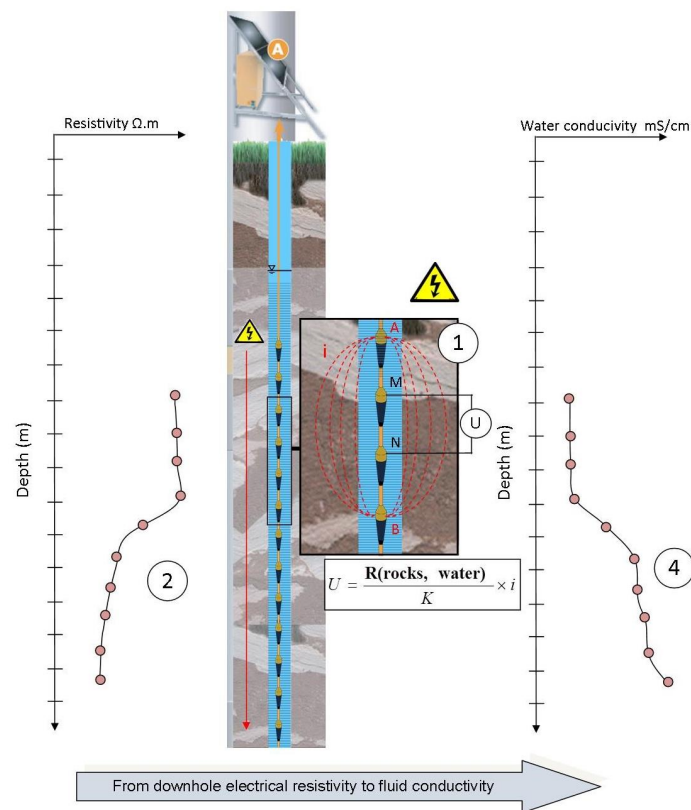 A
Resistivity Ω.m
Water conducivity mS/cm
A
1
i
M
U
N
B
Depth (m)
Depth (m)
2
4
U = R(rocks, water) / K × i
From downhole electrical resistivity to fluid conductivity